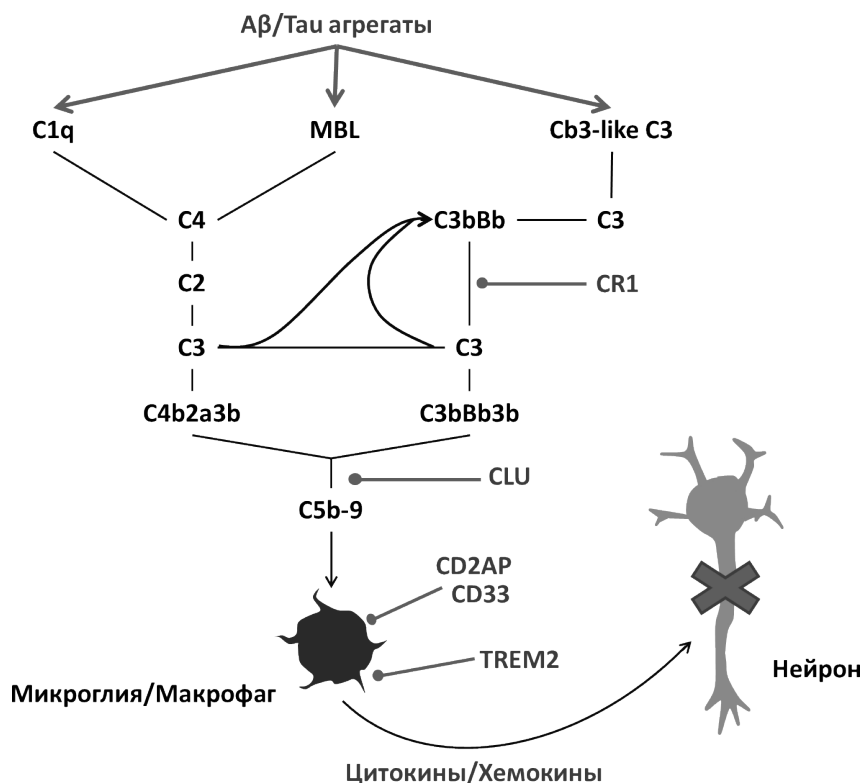 Aβ/Tau агрегаты
C1q
MBL
Cb3-like C3
C4
C3bBb
C3
C2
CR1
C3
C3
C4b2a3b
C3bBb3b
CLU
C5b-9
CD2AP
CD33
TREM2
Нейрон
Микроглия/Макрофаг
Цитокины/Хемокины